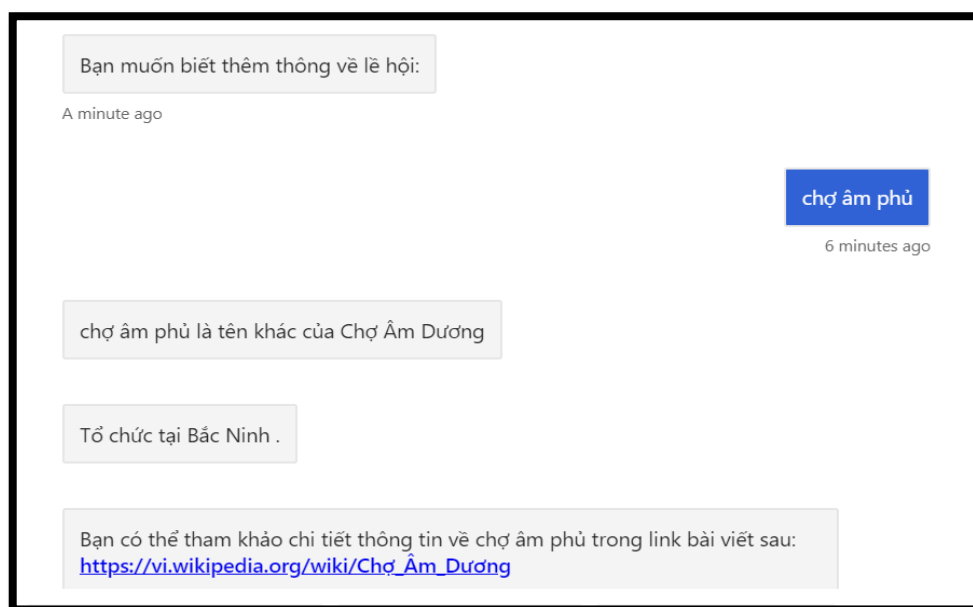 Bạn muốn biết thêm thông về lề hội:
A minute ago
chợ âm phủ
6 minutes ago
chợ âm phủ là tên khác của Chợ Âm Dương
Tổ chức tại Bắc Ninh .
Bạn có thể tham khảo chi tiết thông tin về chợ âm phủ trong link bài viết sau:
https://vi.wikipedia.org/wiki/Chợ_Âm_Dương